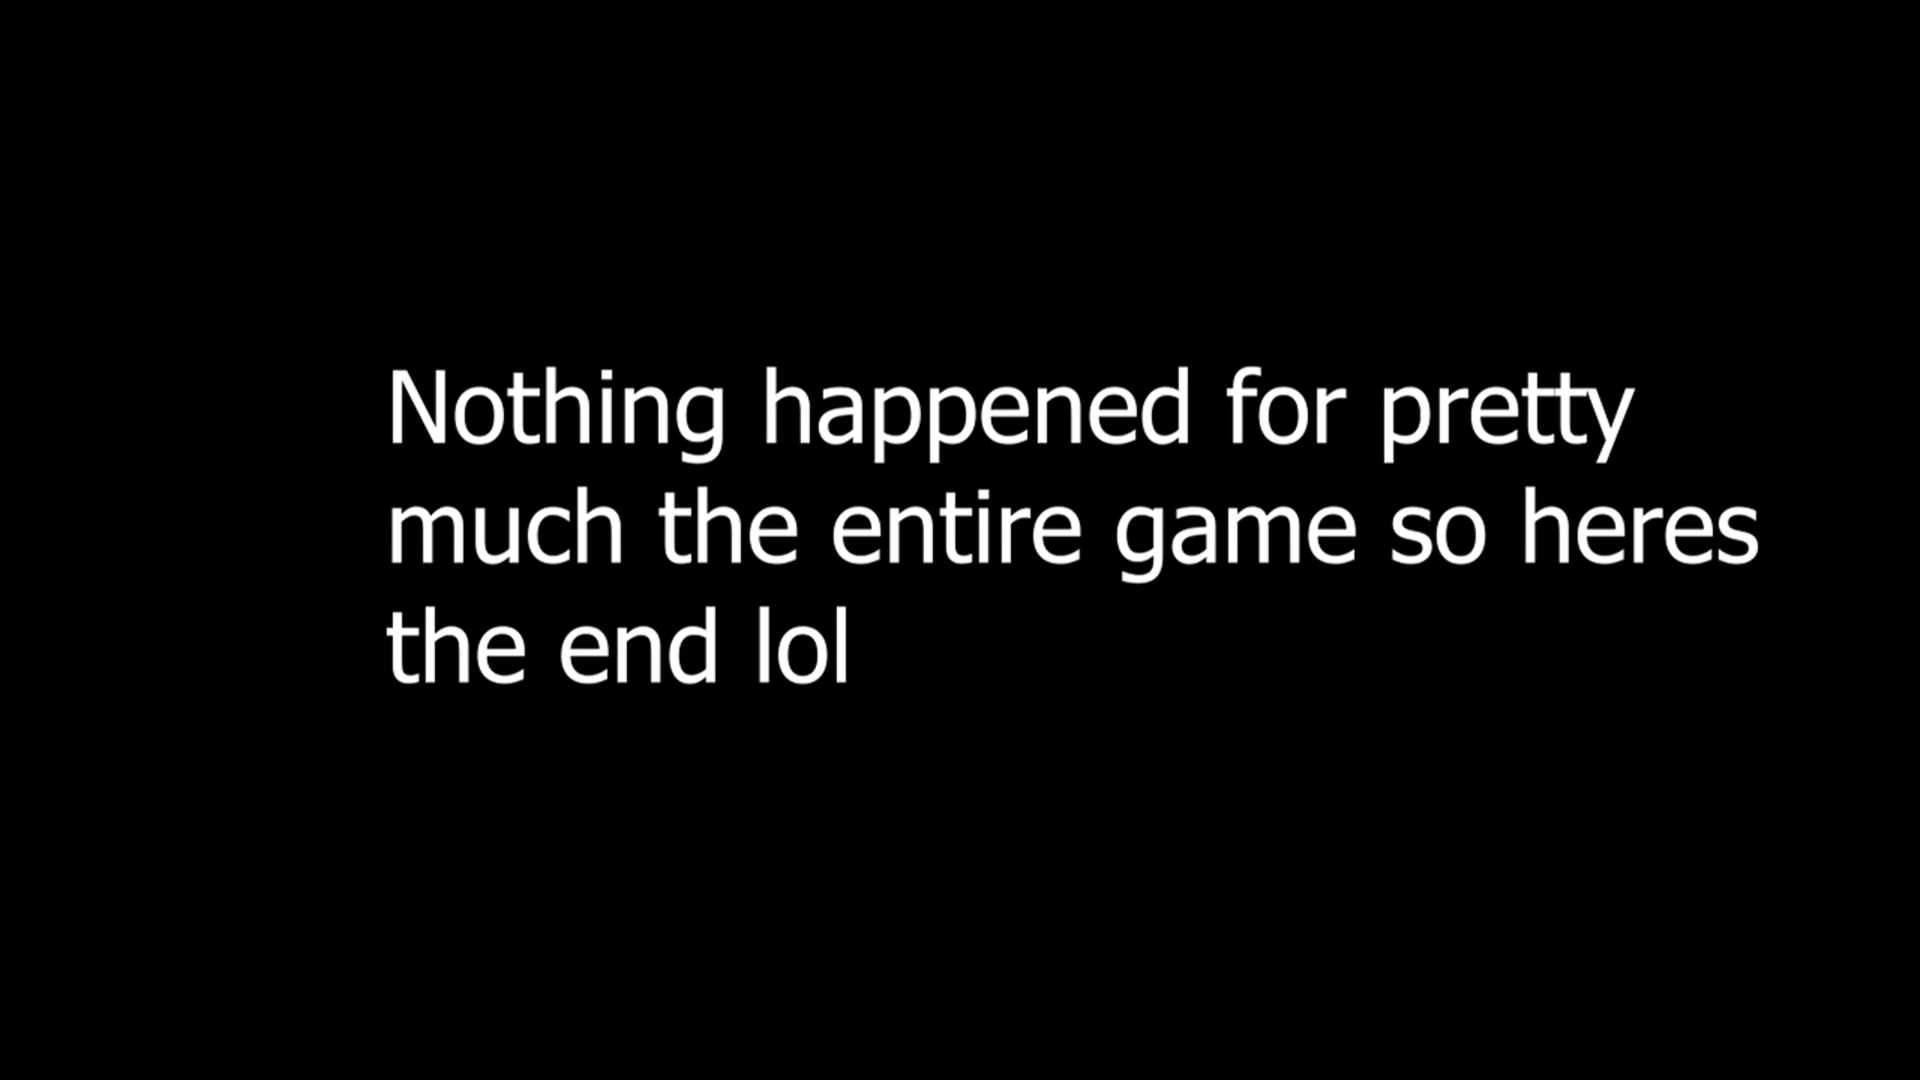 Nothing happened for pretty
much the entire game so heres
the end lol